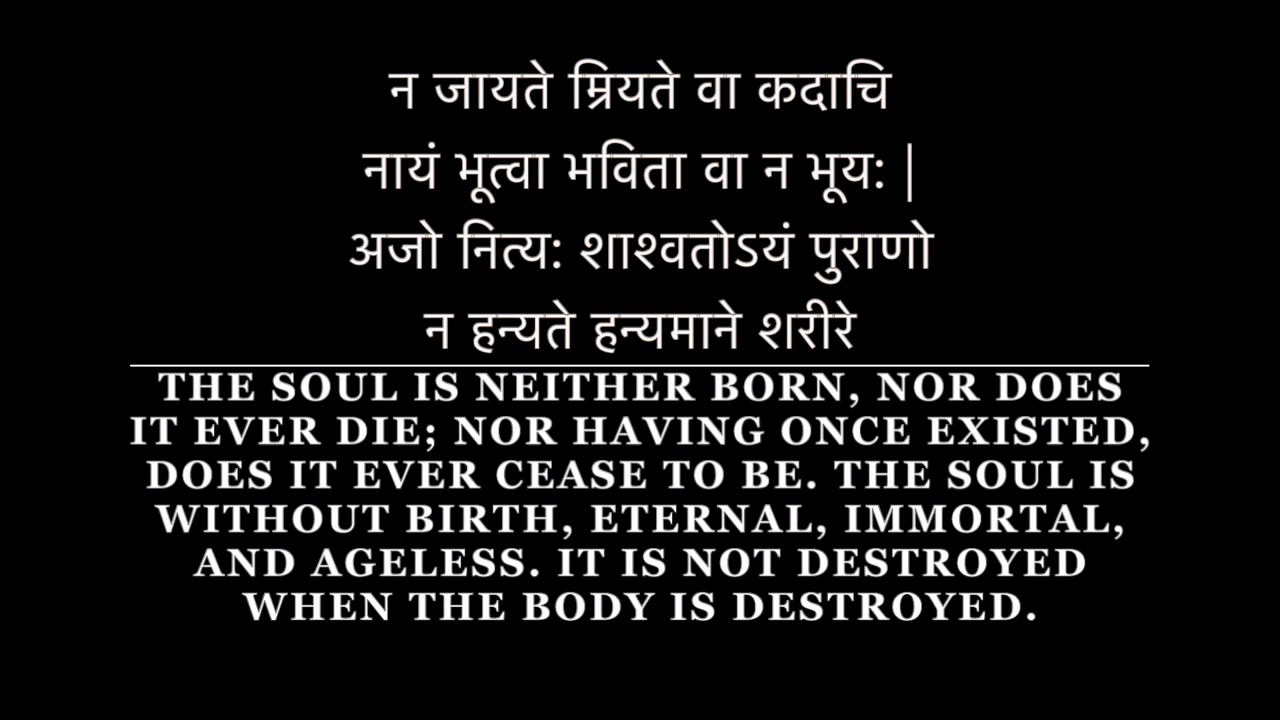 न जायते म्रियते वा कदाचि
नायं भूत्वा भविता वा न भूय: |
अजो नित्य: शाश्वतोऽयं पुराणो
न हन्यते हन्यमाने शरीरे
THE SOUL IS NEITHER BORN, NOR DOES
IT EVER DIE; NOR HAVING ONCE EXISTED,
DOES IT EVER CEASE TO BE. THE SOUL IS
WITHOUT BIRTH, ETERNAL, IMMORTAL,
AND AGELESS. IT IS NOT DESTROYED
WHEN THE BODY IS DESTROYED.